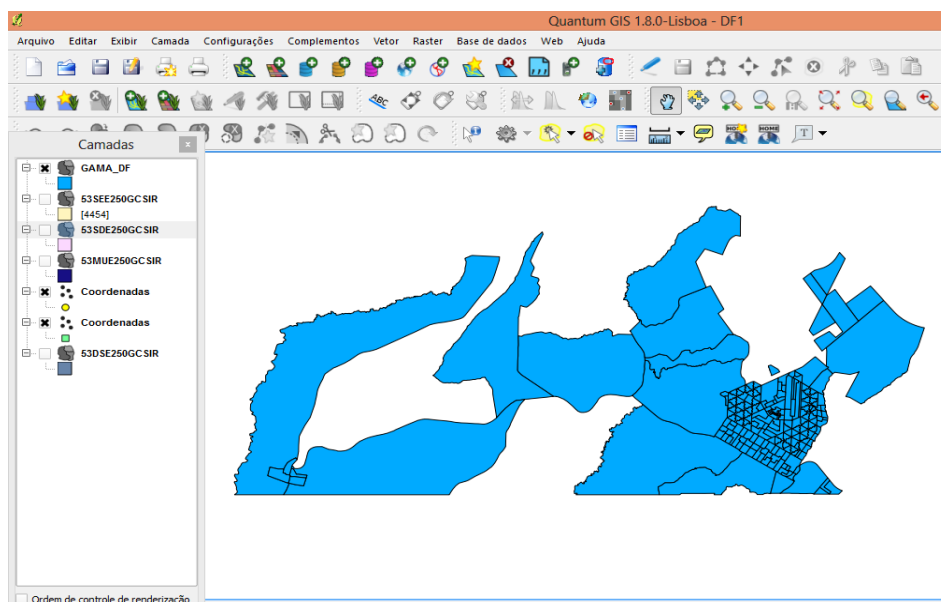 Quantum GIS 1.8.0-Lisboa - DF1
Arquivo Editar Exibir Camada Configurações Complementos Vetor Raster Base de dados Web Ajuda
ABC
T
Camadas
GAMA_DF
53SEE250GCSIR
[4454]
53SDE250GCSIR
53MUE250GCSIR
Coordenadas
Coordenadas
53DSE250GCSIR
Ordem de controle de renderização